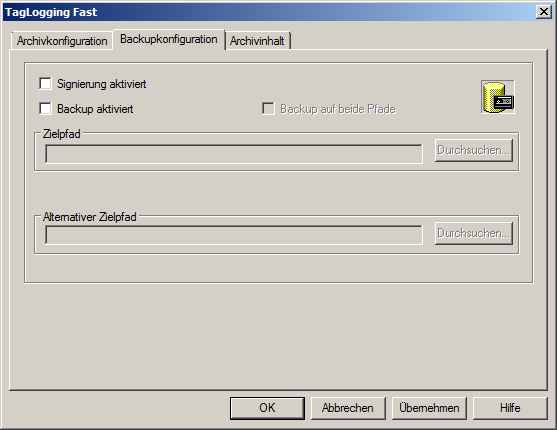 TagLogging Fast
Archivkonfiguration
Backupkonfiguration
Archivinhalt
Signierung aktiviert
Backup aktiviert
Backup auf beide Pfade
Zielpfad
Durchsuchen...
Alternativer Zielpfad
Durchsuchen...
OK
Abbrechen
Übernehmen
Hilfe